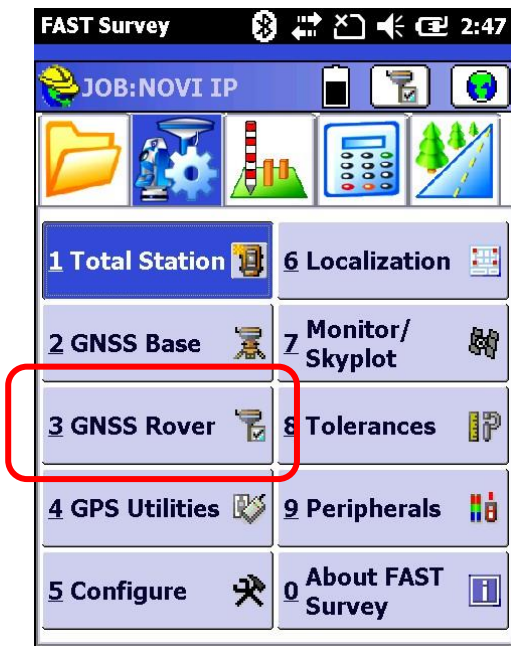 FAST Survey 2:47
JOB:NOVI IP
1 Total Station
6 Localization
2 GNSS Base
7 Monitor/
Skyplot
3 GNSS Rover
8 Tolerances
4 GPS Utilities
9 Peripherals
5 Configure
0 About FAST
Survey